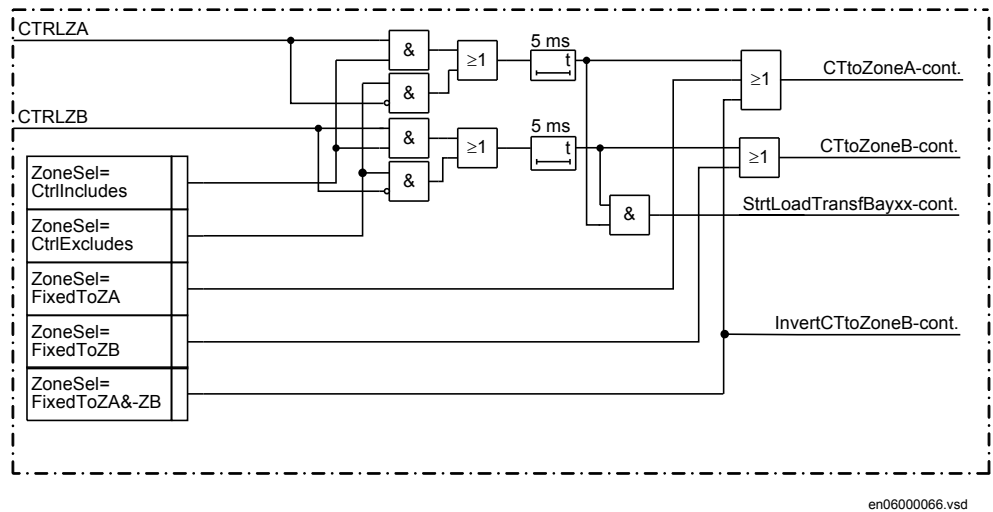 CTRLZA
&
≥1
5 ms
t
≥1
CTtoZoneA-cont.
&
CTRLZB
&
≥1
5 ms
t
≥1
CTtoZoneB-cont.
&
ZoneSel=
CtrlIncludes
&
StrtLoadTransfBayxx-cont.
ZoneSel=
CtrlExcludes
ZoneSel=
FixedToZA
ZoneSel=
FixedToZB
InvertCTtoZoneB-cont.
ZoneSel=
FixedToZA&-ZB
en06000066.vsd